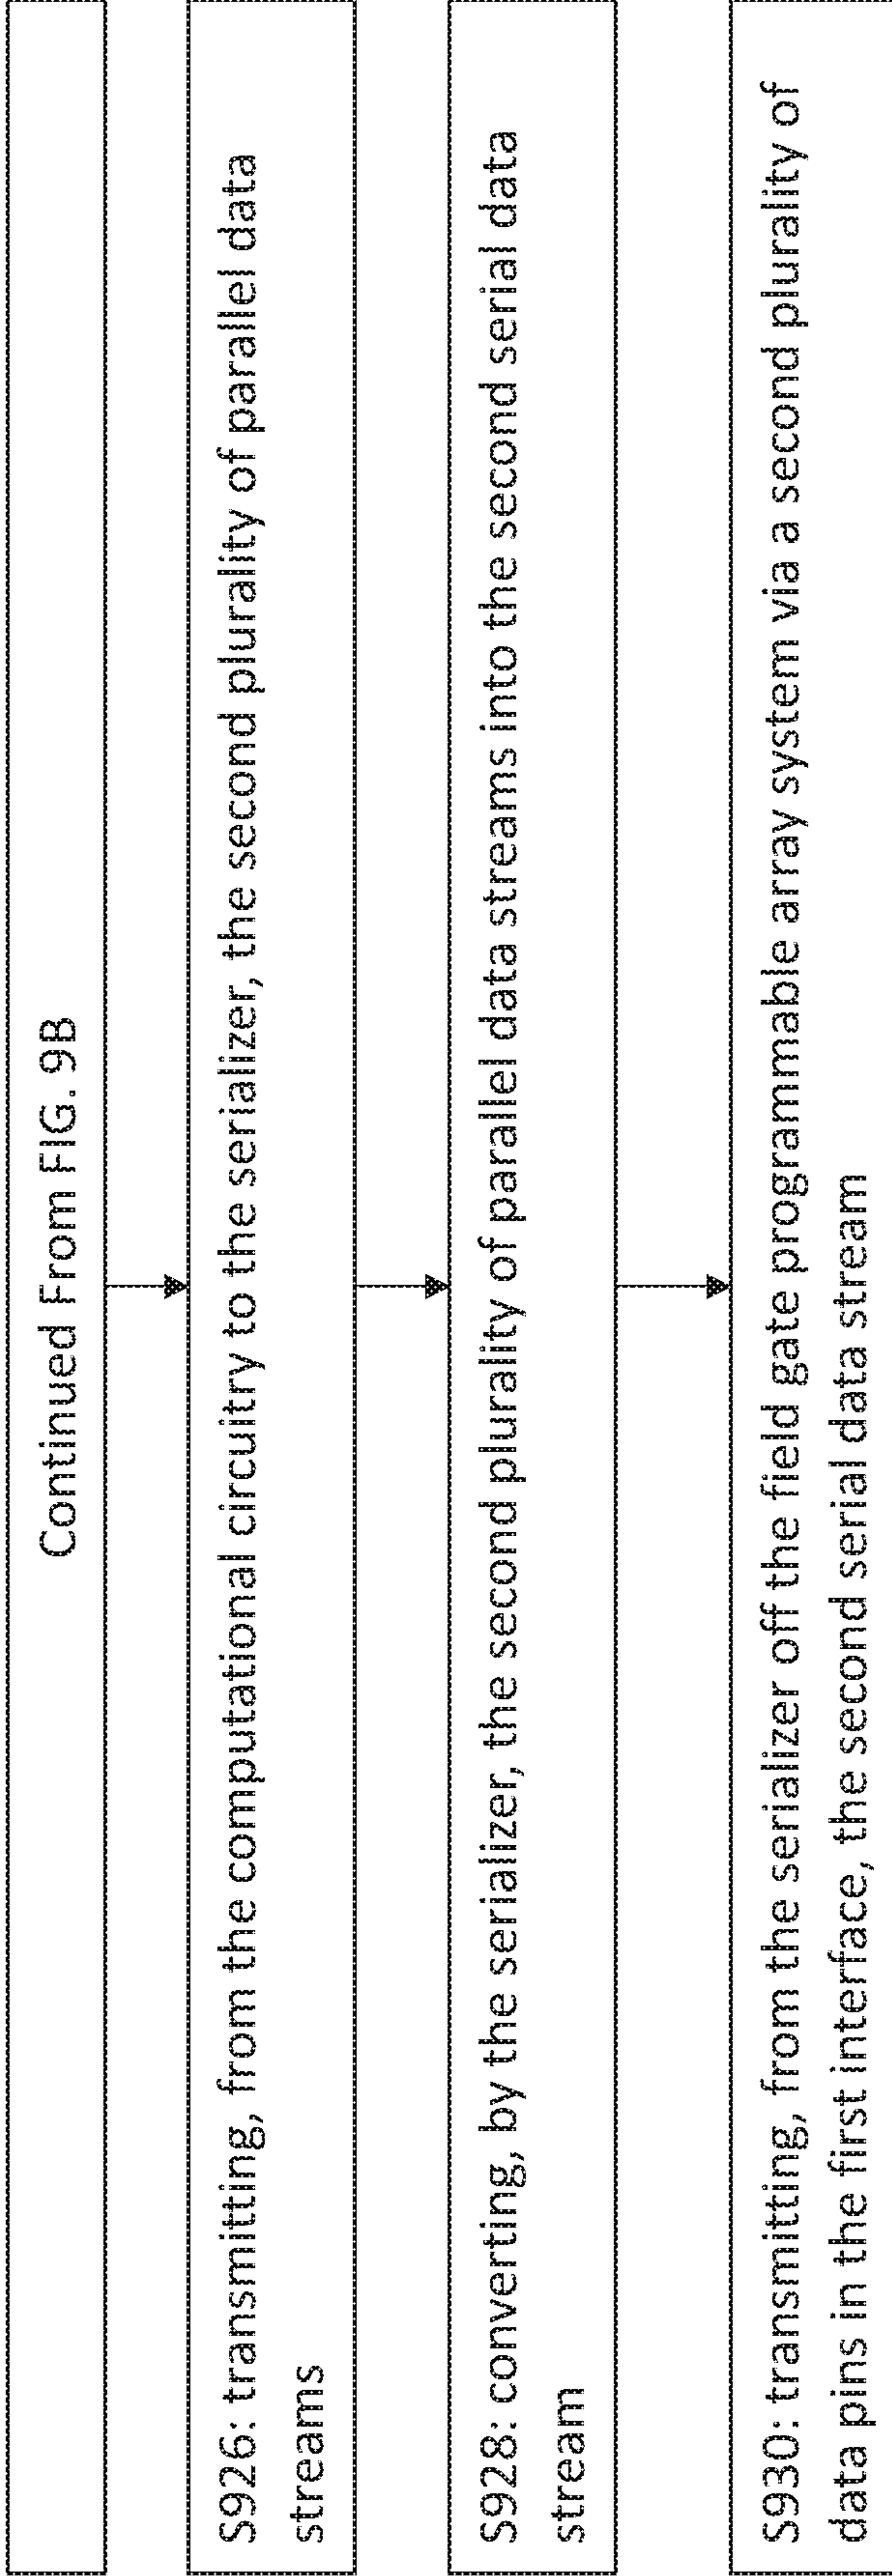 Continued From FIG. 9B
S926: transmitting, from the computational circuitry to the serializer, the second plurality of parallel data
streams
S928: converting, by the serializer, the second plurality of parallel data streams into the second serial data
stream
S930: transmitting, from the serializer off the field gate programmable array system via a second plurality of
data pins in the first interface, the second serial data stream